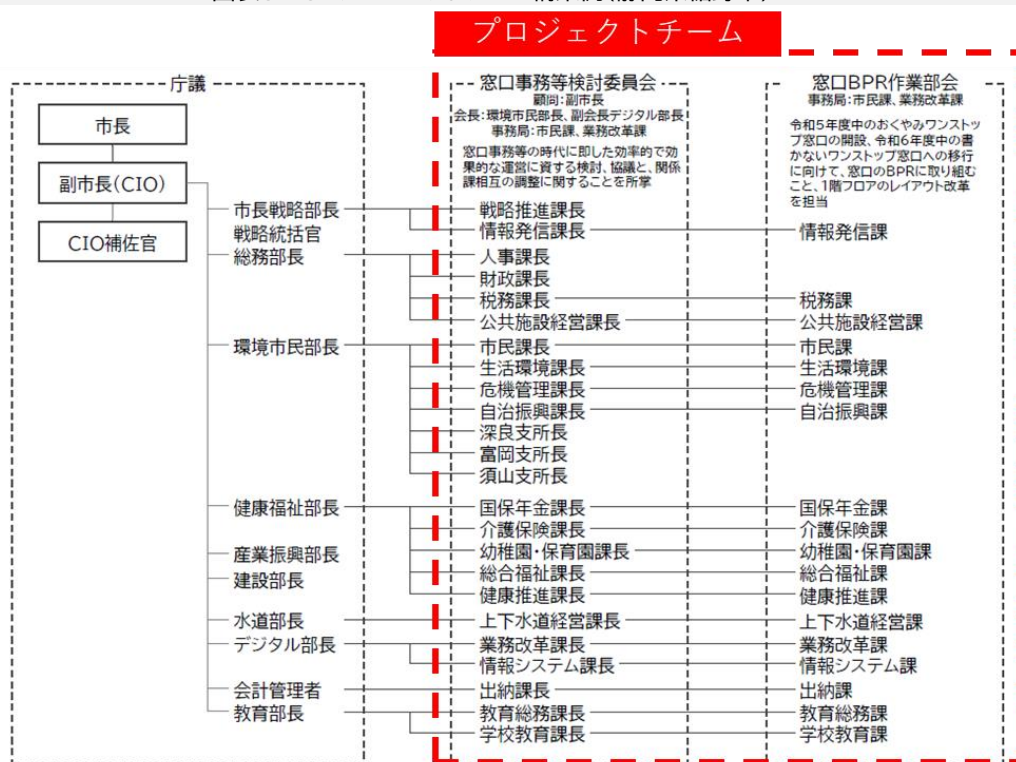 プロジェクトチーム
庁議
市長
副市長(CIO)
CIO補佐官
市長戦略部長
戦略統括官
総務部長
環境市民部長
健康福祉部長
産業振興部長
建設部長
水道部長
デジタル部長
会計管理者
教育部長
窓口事務等検討委員会
顧問:副市長
会長:環境市民部長、副会長デジタル部長
事務局:市民課、業務改革課
窓口事務等の時代に即した効率的で効
果的な運営に資する検討、協議と、関係
課相互の調整に関することを所掌
戦略推進課長
情報発信課長
人事課長
財政課長
税務課長
公共施設経営課長
市民課長
生活環境課長
危機管理課長
自治振興課長
深良支所長
富岡支所長
須山支所長
国保年金課長
介護保険課長
幼稚園・保育園課長
総合福祉課長
健康推進課長
上下水道経営課長
業務改革課長
情報システム課長
出納課長
教育総務課長
学校教育課長
窓口BPR作業部会
事務局:市民課、業務改革課
令和5年度中のおくやみワンストッ
プ窓口の開設、令和6年度中の書
かないワンストップ窓口への移行
に向けて、窓口のBPRに取り組む
こと、1階フロアのレイアウト改革
を担当
情報発信課
税務課
公共施設経営課
市民課
生活環境課
危機管理課
自治振興課
国保年金課
介護保険課
幼稚園・保育園課
総合福祉課
健康推進課
上下水道経営課
業務改革課
情報システム課
出納課
教育総務課
学校教育課